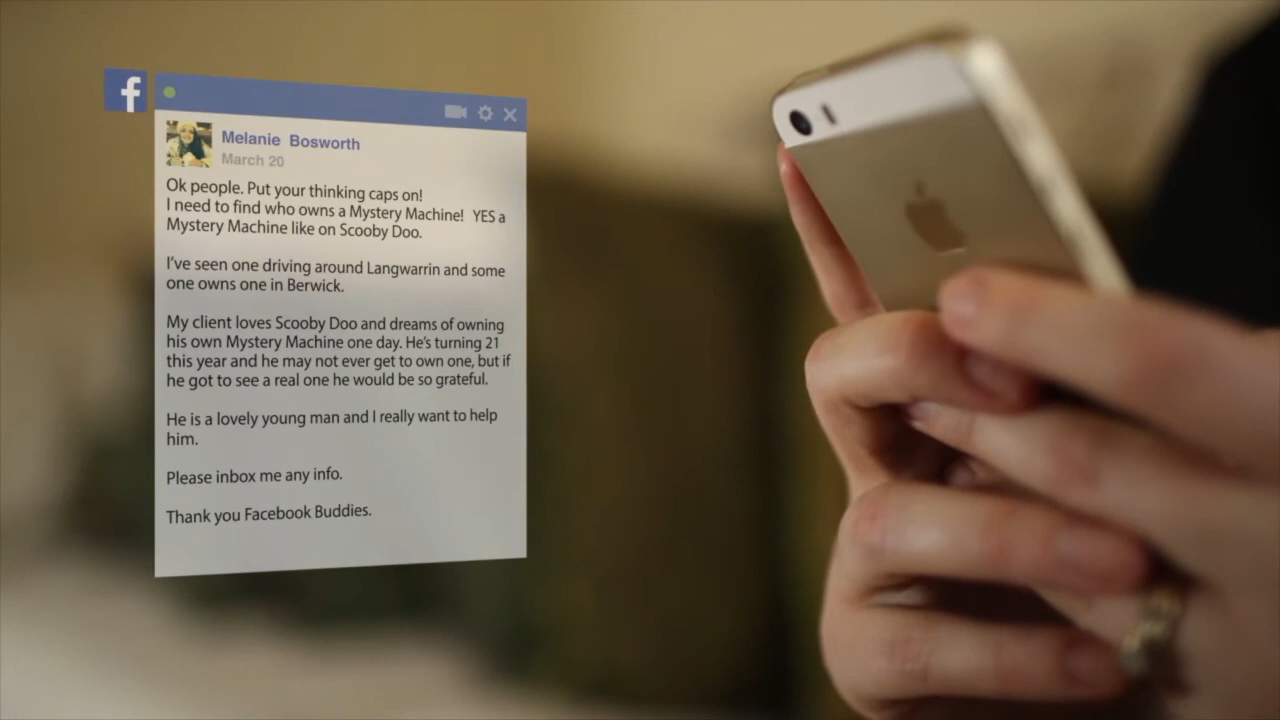 f
Melanie Bosworth
March 20
Ok people. Put your thinking caps on!
I need to find who owns a Mystery Machine! YES a
Mystery Machine like on Scooby Doo.
I've seen one driving around Langwarrin and some
one owns one in Berwick.
My client loves Scooby Doo and dreams of owning
his own Mystery Machine one day. He's turning 21
this year and he may not ever get to own one, but if
he got to see a real one he would be so grateful.
He is a lovely young man and I really want to help
him.
Please inbox me any info.
Thank you Facebook Buddies.